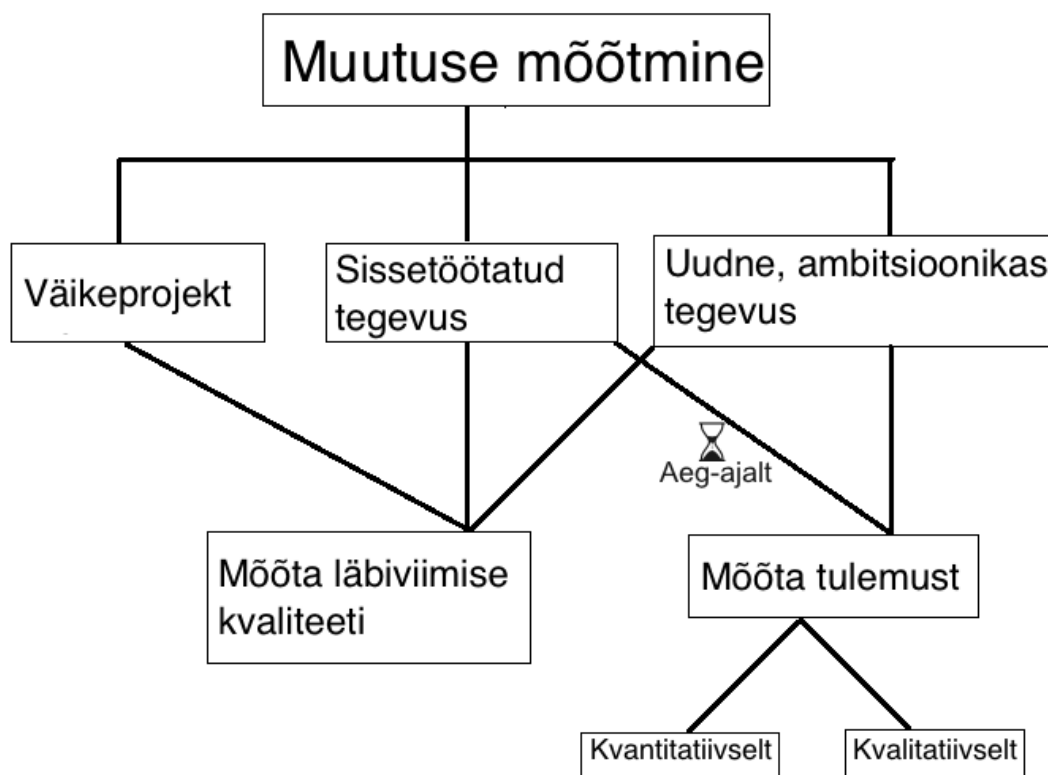 Muutuse mõõtmine
Väikeprojekt
Sissetöötatud
tegevus
Uudne, ambitsioonikas
tegevus
Aeg-ajalt
Mõõta läbiviimise
kvaliteeti
Mõõta tulemust
Kvantitatiivselt
Kvalitatiivselt